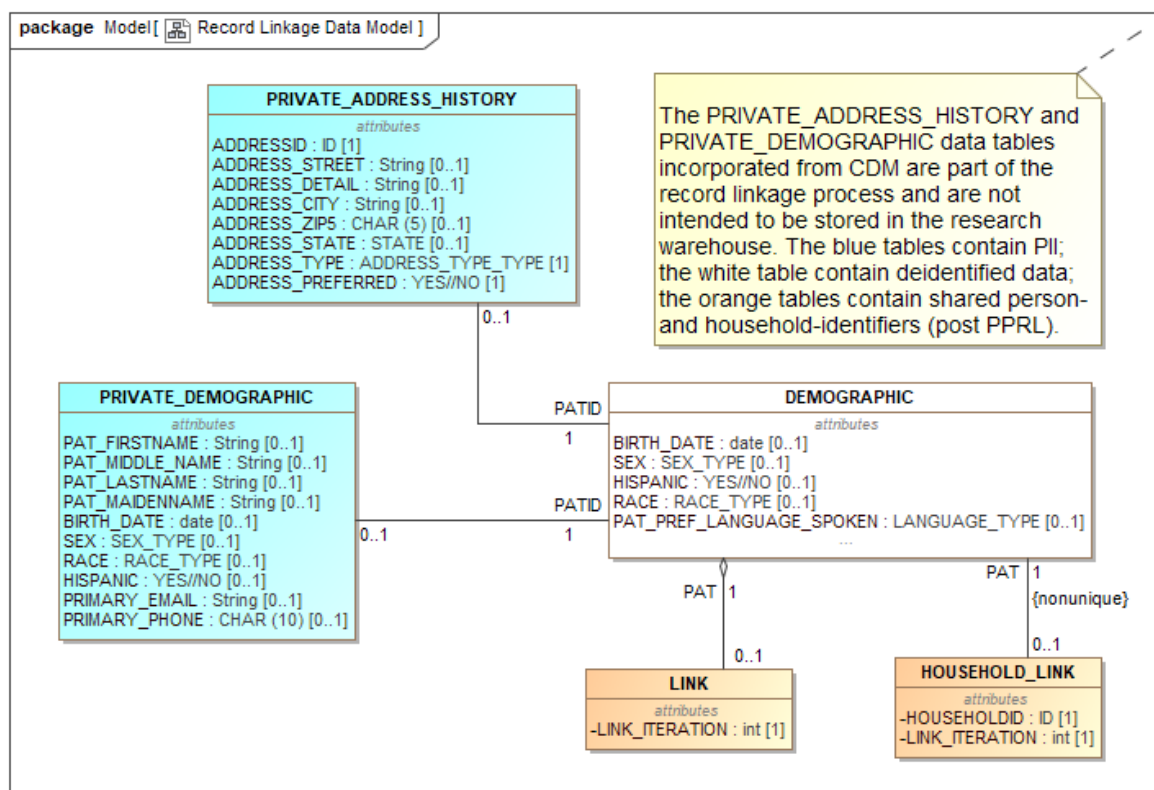 package Model[ Record Linkage Data Model ]
PRIVATE_ADDRESS_HISTORY
attributes
ADDRESSID : ID [1]
ADDRESS_STREET : String [0..1]
ADDRESS_DETAIL : String [0..1]
ADDRESS_CITY : String [0..1]
ADDRESS_ZIP5 : CHAR (5) [0..1]
ADDRESS_STATE : STATE [0..1]
ADDRESS_TYPE : ADDRESS_TYPE_TYPE [1]
ADDRESS_PREFERRED : YES//NO [1]
The PRIVATE_ADDRESS_HISTORY and
PRIVATE_DEMOGRAPHIC data tables
incorporated from CDM are part of the
record linkage process and are not
intended to be stored in the research
warehouse. The blue tables contain PII;
the white table contain deidentified data;
the orange tables contain shared person-
and household-identifiers (post PPRL).
0..1
PATID
1
PRIVATE_DEMOGRAPHIC
attributes
PAT_FIRSTNAME : String [0..1]
PAT_MIDDLE_NAME : String [0..1]
PAT_LASTNAME : String [0..1]
PAT_MAIDENNAME : String [0..1]
BIRTH_DATE : date [0..1]
SEX : SEX_TYPE [0..1]
RACE : RACE_TYPE [0..1]
HISPANIC : YES//NO [0..1]
PRIMARY_EMAIL : String [0..1]
PRIMARY_PHONE : CHAR (10) [0..1]
0..1
PATID
1
DEMOGRAPHIC
attributes
BIRTH_DATE : date [0..1]
SEX : SEX_TYPE [0..1]
HISPANIC : YES//NO [0..1]
RACE : RACE_TYPE [0..1]
PAT_PREF_LANGUAGE_SPOKEN : LANGUAGE_TYPE [0..1]
...
PAT 1
0..1
PAT 1
{nonunique}
0..1
LINK
attributes
-LINK_ITERATION : int [1]
HOUSEHOLD_LINK
attributes
-HOUSEHOLDID : ID [1]
-LINK_ITERATION : int [1]